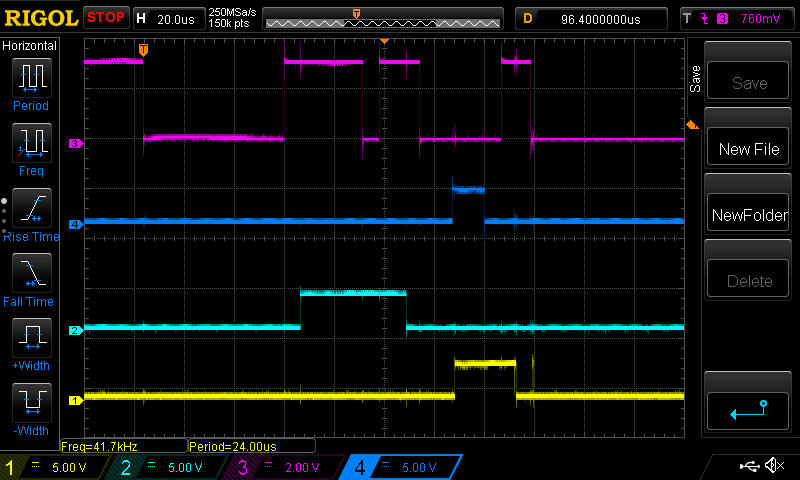 RIGOL STOP H 20.0us 250MSa/s 150k pts T D 96.4000000us T 3 760mV
Horizontal
Period
Freq
Rise Time
Fall Time
+Width
-Width
T
3
4
2
1
Save
Save
New File
NewFolder
Delete
Freq=41.7kHz Period=24.00us
1 5.00 V 2 5.00 V 3 2.00 V 4 5.00 V